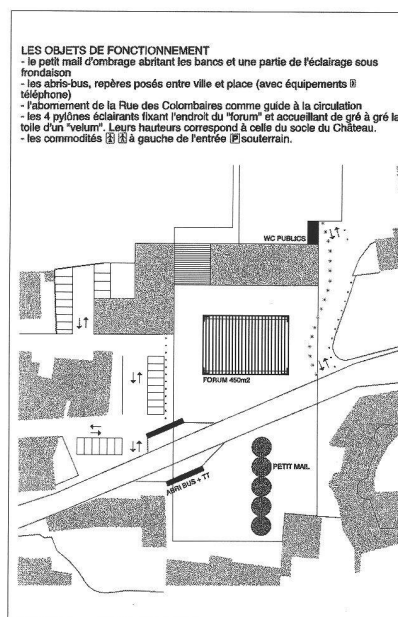 LES OBJETS DE FONCTIONNEMENT
- le petit mail d'ombrage abritant les bancs et une partie de l'éclairage sous
frondaison
- les abris-bus, repères posés entre ville et place (avec équipements
téléphone)
- l'abornement de la Rue des Colombaires comme guide à la circulation
- les 4 pylônes éclairants fixant l'endroit du "forum" et accueillant de gré à gré la
toile d'un "velum". Leurs hauteurs correspond à celle du socle du Château.
- les commodités à gauche de l'entrée P souterrain.
WC PUBLICS
FORUM 450m2
PETIT MAIL
ABRI BUS + TT